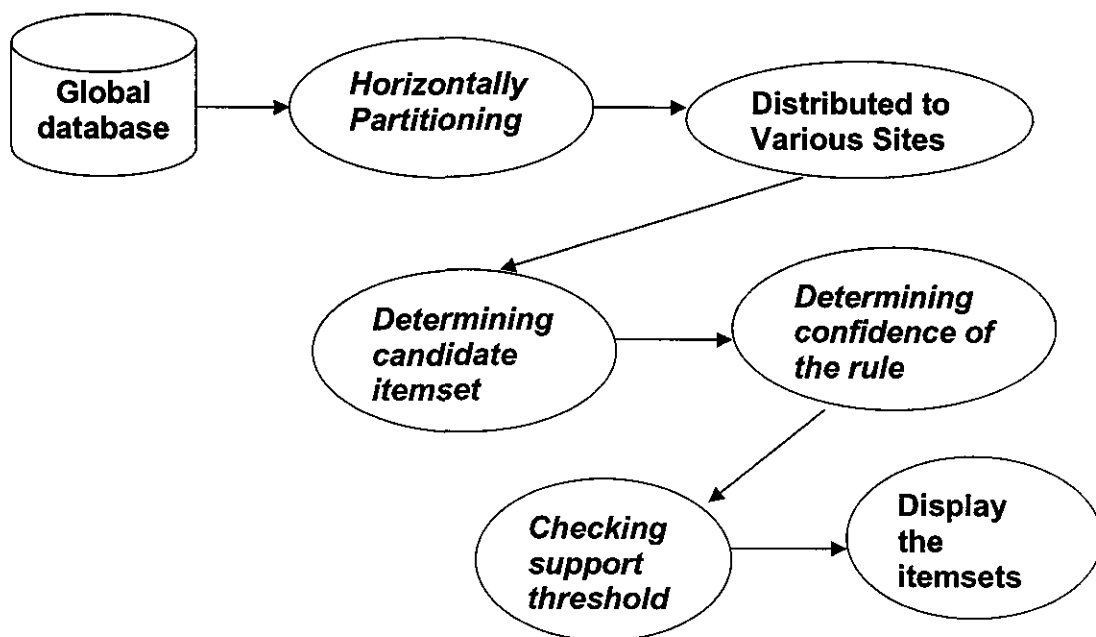 Global
database
Horizontally
Partitioning
Distributed to
Various Sites
Determining
candidate
itemset
Determining
confidence of
the rule
Checking
support
threshold
Display
the
itemsets